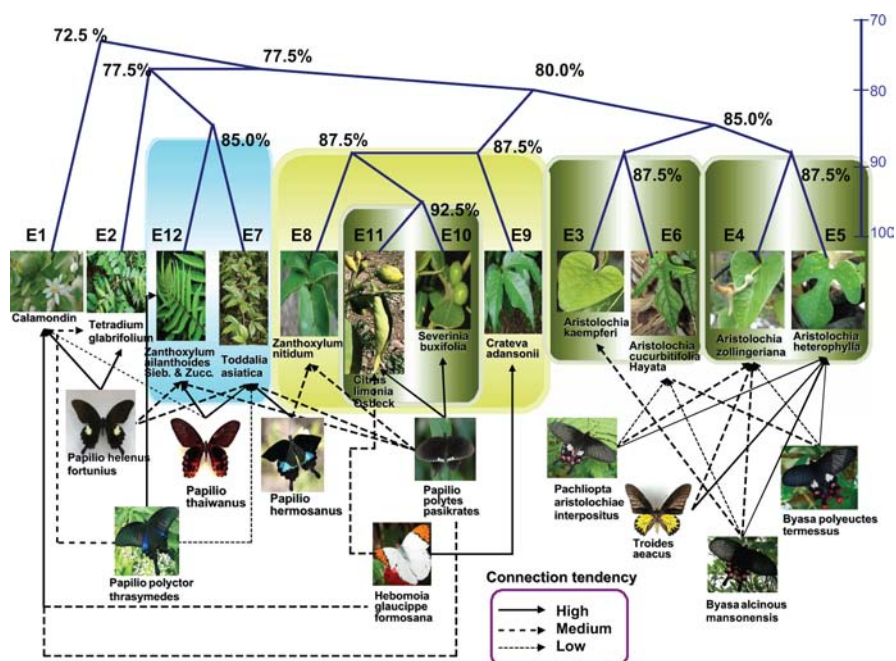 72.5 %
77.5%
77.5%
80.0%
85.0%
85.0%
87.5%
87.5%
87.5%
87.5%
92.5%
70
80
90
100
E1
E2
E12
E7
E8
E11
E10
E9
E3
E6
E4
E5
Calamondin
Tetradium
glabrifolium
Zanthoxylum
ailanthoides
Sieb. & Zucc.
Toddalia
asiatica
Zanthoxylum
nitidum
Citrus
limonia
Osbeck
Severinia
buxifolia
Crateva
adansonii
Aristolochia
kaempferi
Aristolochia
cucurbitifolia
Hayata
Aristolochia
zollingeriana
Aristolochia
heterophylla
Papilio helenus
fortunius
Papilio
thaiwanus
Papilio
hermosanus
Papilio
polytes
pasikrates
Pachliopta
aristolochiae
interpositus
Troides
aeacus
Byasa polyeuctes
termessus
Papilio polyctor
thrasymedes
Hebomoia
glaucippe
formosana
Byasa alcinous
mansonensis
Connection tendency
High
Medium
Low